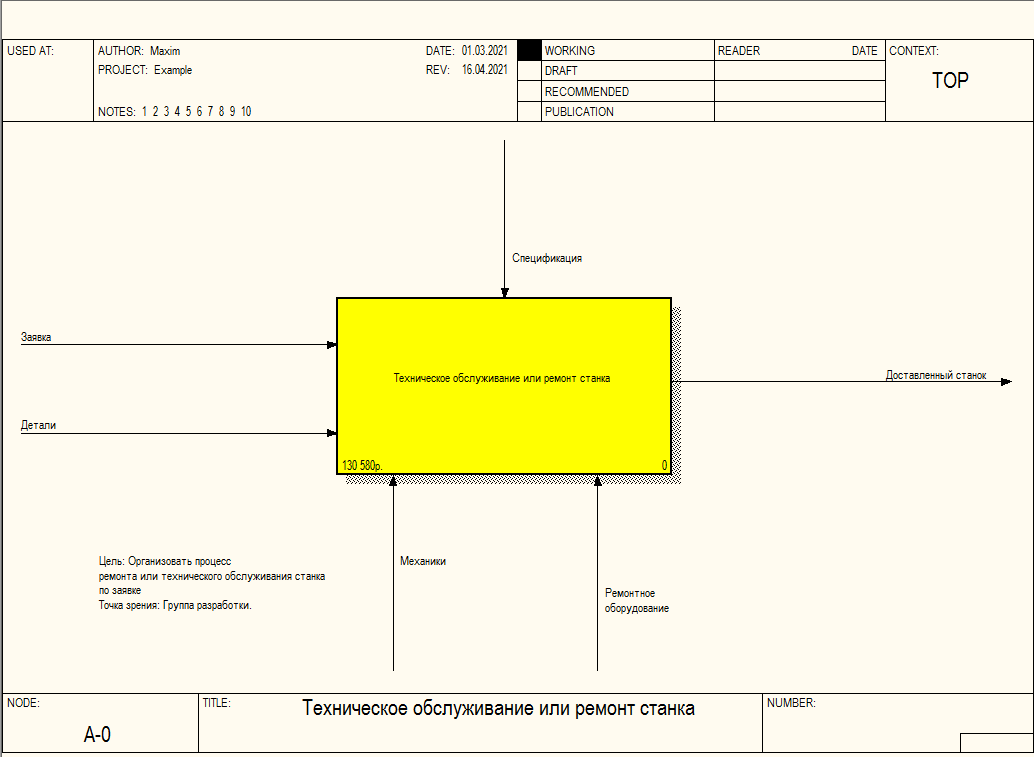 USED AT:
AUTHOR: Maxim
DATE: 01.03.2021
PROJECT: Example
REV: 16.04.2021
NOTES: 1 2 3 4 5 6 7 8 9 10
WORKING
DRAFT
RECOMMENDED
PUBLICATION
READER DATE
CONTEXT:
TOP
Спецификация
Заявка
Детали
Техническое обслуживание или ремонт станка
130 580р.
0
Доставленный станок
Механики
Ремонтное
оборудование
Цель: Организовать процесс
ремонта или технического обслуживания станка
по заявке
Точка зрения: Группа разработки.
NODE:
A-0
TITLE:
Техническое обслуживание или ремонт станка
NUMBER: